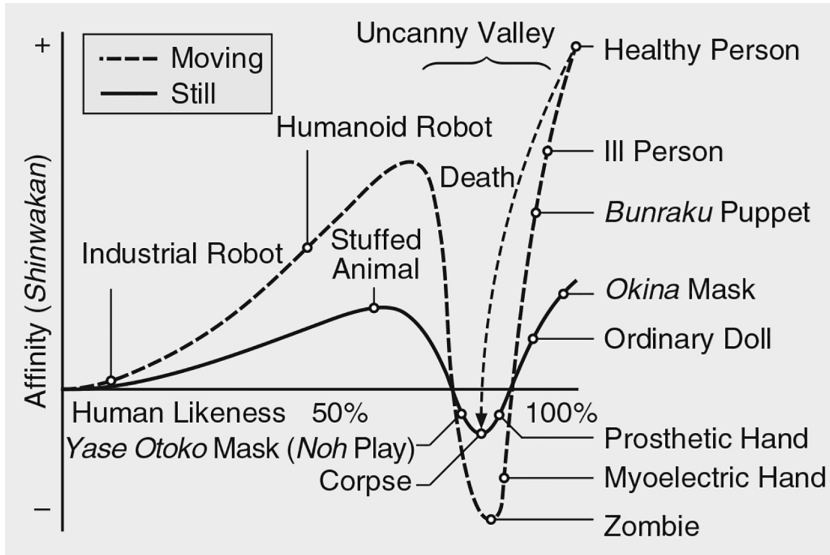 Uncanny Valley
+
Moving
Still
Healthy Person
Humanoid Robot
Ill Person
Death
Bunraku Puppet
Industrial Robot
Stuffed
Animal
Okina Mask
Ordinary Doll
Affinity (Shinwakan)
Human Likeness 50% 100%
Yase Otoko Mask (Noh Play)
Prosthetic Hand
Corpse
Myoelectric Hand
−
Zombie